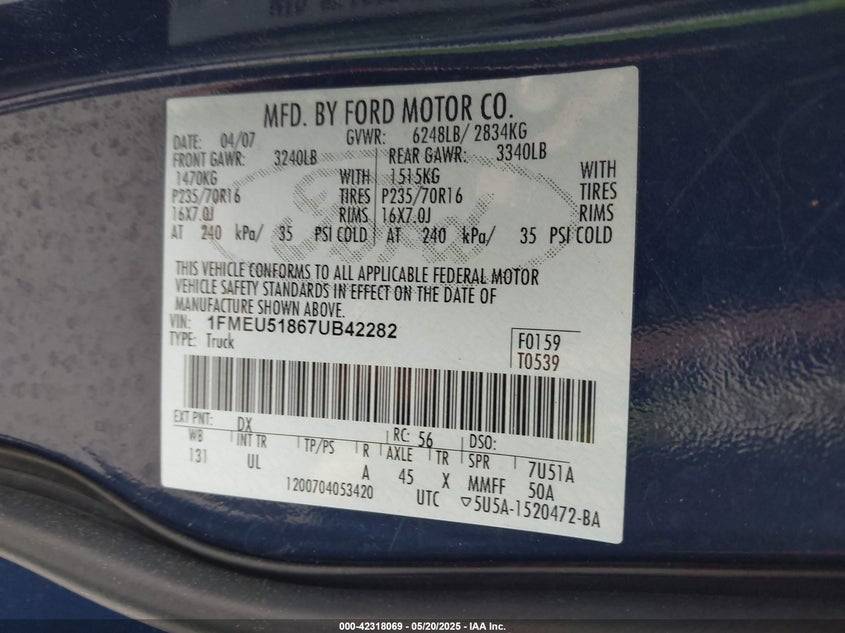 MFD. BY FORD MOTOR CO.
DATE: 04/07 GVWR: 6248LB/ 2834KG
FRONT GAWR: 3240LB REAR GAWR: 3340LB
1470KG WITH 1515KG WITH
P235/70R16 TIRES P235/70R16 TIRES
16X7.0J RIMS 16X7.0J RIMS
AT 240 kPa/ 35 PSI COLD AT 240 kPa/ 35 PSI COLD
THIS VEHICLE CONFORMS TO ALL APPLICABLE FEDERAL MOTOR
VEHICLE SAFETY STANDARDS IN EFFECT ON THE DATE OF
MANUFACTURE SHOWN ABOVE.
VIN: 1FMEU51867UB42282
TYPE: Truck
F0159
T0539
EXT PNT: DX RC: 56 DSO:
WB INT TR TP/PS R AXLE TR SPR 7U51A
131 UL A 45 X MMFF 50A
1200704053420 UTC ▽5U5A-1520472-BA
000-42318069 — 05/20/2025 — IAA Inc.